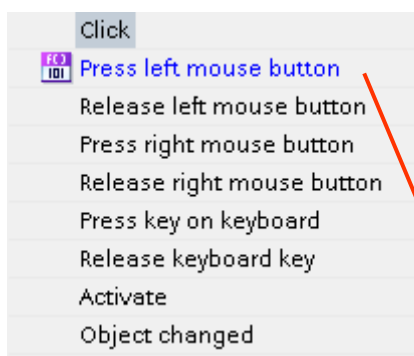 Click
F()
101
Press left mouse button
Release left mouse button
Press right mouse button
Release right mouse button
Press key on keyboard
Release keyboard key
Activate
Object changed